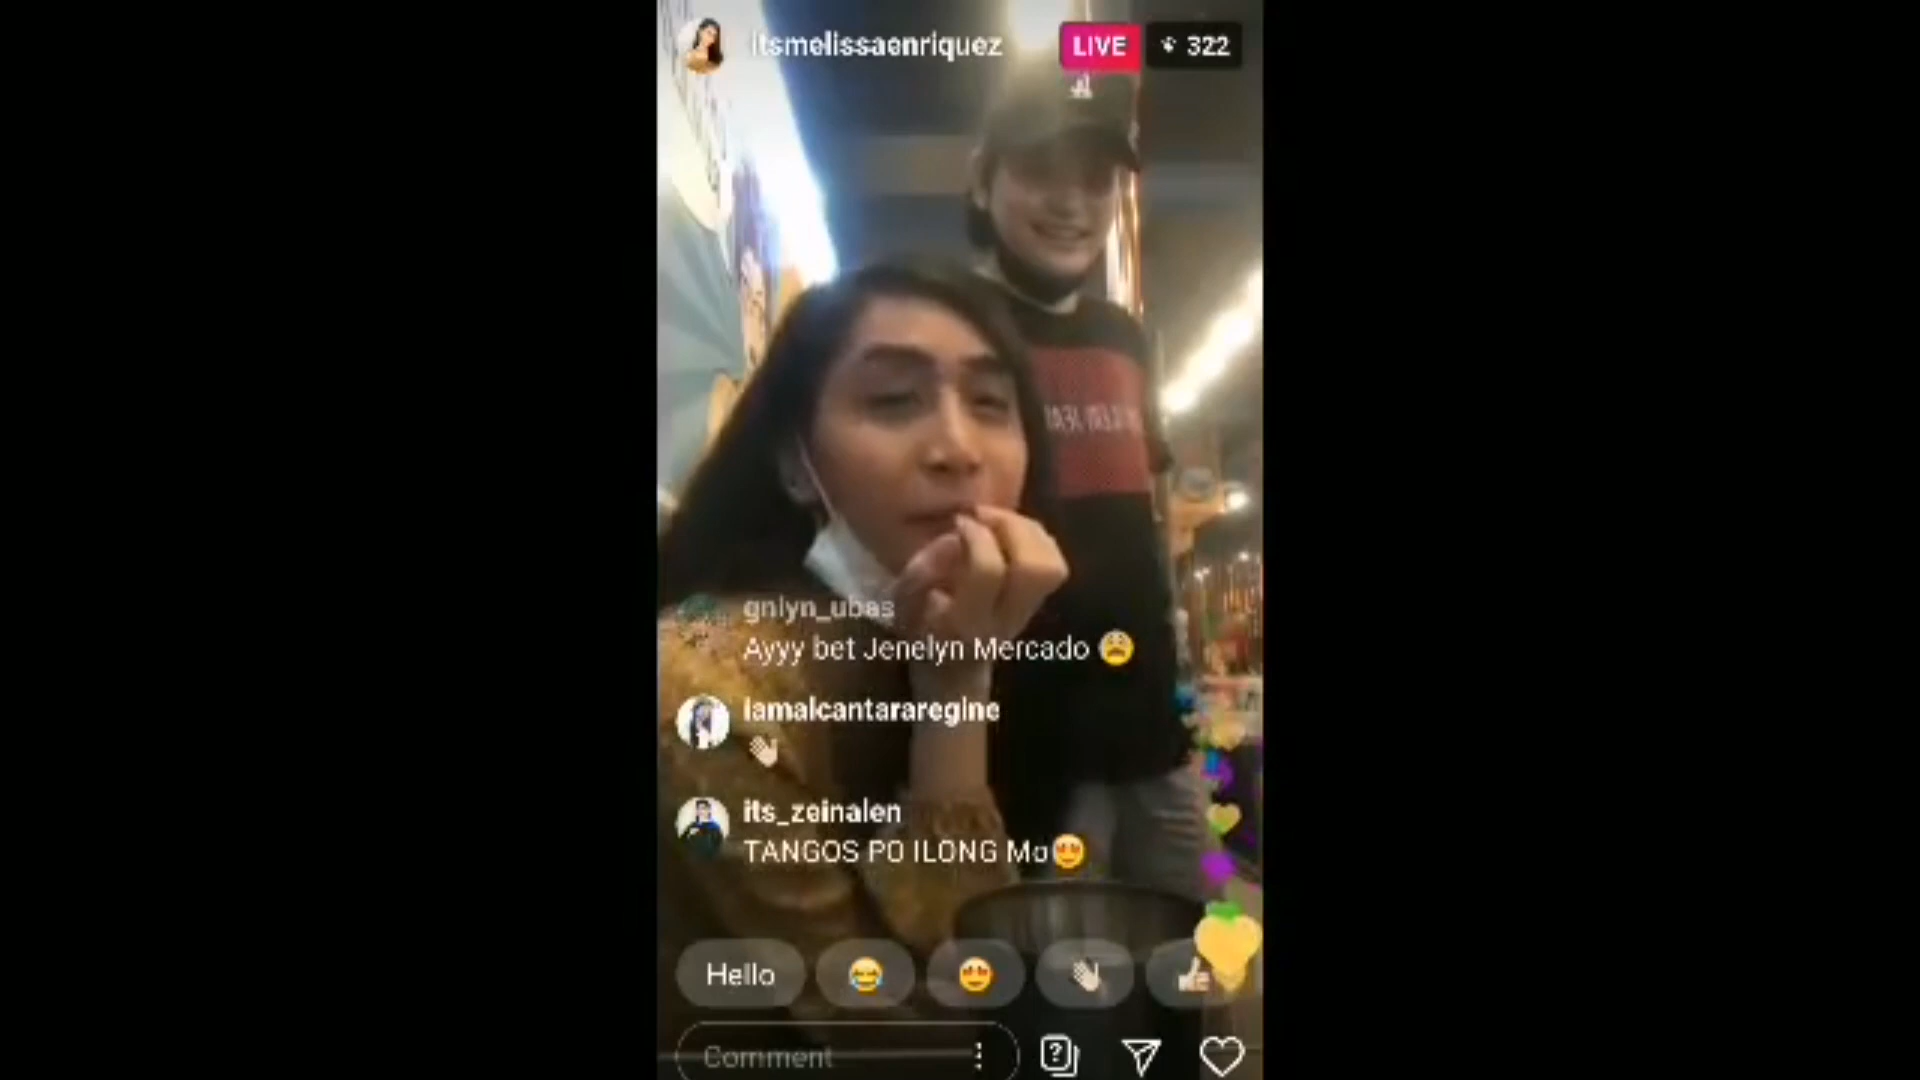 itsmelissaenriquez
LIVE
322
gnlyn_ubas
Ayyy bet Jenelyn Mercado 😩
iamalcantararegine
👋
its_zeinalen
TANGOS PO ILONG Mo😍
Hello 😂 😍 👋 👍
Comment